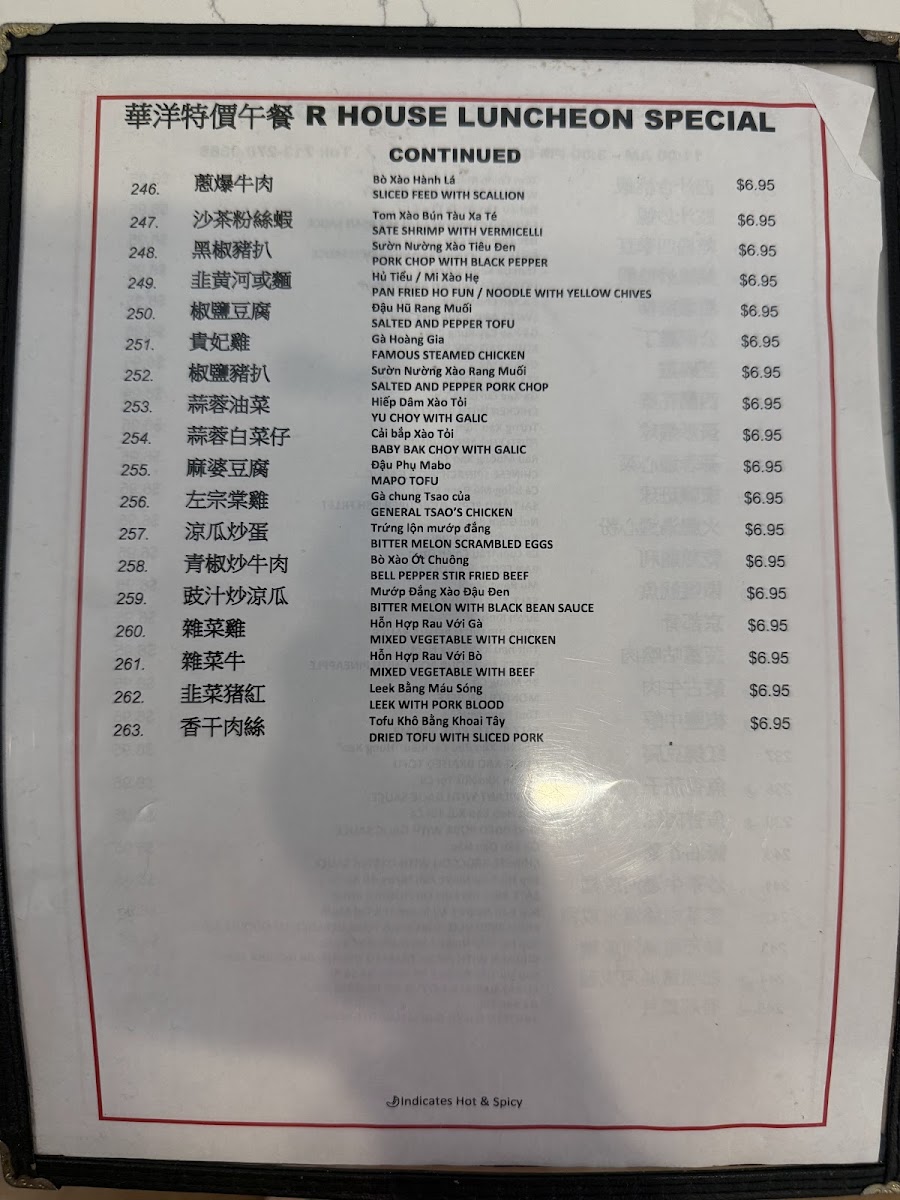 華洋特價午餐 R HOUSE LUNCHEON SPECIAL
CONTINUED
246. 蔥爆牛肉 Bò Xào Hành Lá $6.95
SLICED FEED WITH SCALLION
247. 沙茶粉絲蝦 Tom Xào Bún Tàu Xa Té $6.95
SATE SHRIMP WITH VERMICELLI
248. 黑椒豬扒 Sườn Nường Xào Tiêu Đen $6.95
PORK CHOP WITH BLACK PEPPER
249. 韭黄河或麵 Hủ Tiểu / Mi Xào Hẹ $6.95
PAN FRIED HO FUN / NOODLE WITH YELLOW CHIVES
250. 椒鹽豆腐 Đậu Hũ Rang Muối $6.95
SALTED AND PEPPER TOFU
251. 貴妃雞 Gà Hoàng Gia $6.95
FAMOUS STEAMED CHICKEN
252. 椒鹽豬扒 Sườn Nường Xào Rang Muối $6.95
SALTED AND PEPPER PORK CHOP
253. 蒜蓉油菜 Hiếp Dâm Xào Tỏi $6.95
YU CHOY WITH GALIC
254. 蒜蓉白菜仔 Cải bắp Xào Tỏi $6.95
BABY BAK CHOY WITH GALIC
255. 麻婆豆腐 Đậu Phụ Mabo $6.95
MAPO TOFU
256. 左宗棠雞 Gà chung Tsao của $6.95
GENERAL TSAO'S CHICKEN
257. 涼瓜炒蛋 Trứng lộn mướp đắng $6.95
BITTER MELON SCRAMBLED EGGS
258. 青椒炒牛肉 Bò Xào Ớt Chuông $6.95
BELL PEPPER STIR FRIED BEEF
259. 豉汁炒涼瓜 Mướp Đắng Xào Đậu Đen $6.95
BITTER MELON WITH BLACK BEAN SAUCE
260. 雜菜雞 Hỗn Hợp Rau Với Gà $6.95
MIXED VEGETABLE WITH CHICKEN
261. 雜菜牛 Hỗn Hợp Rau Với Bò $6.95
MIXED VEGETABLE WITH BEEF
262. 韭菜猪紅 Leek Bằng Máu Sóng $6.95
LEEK WITH PORK BLOOD
263. 香干肉絲 Tofu Khô Bằng Khoai Tây $6.95
DRIED TOFU WITH SLICED PORK
Indicates Hot & Spicy